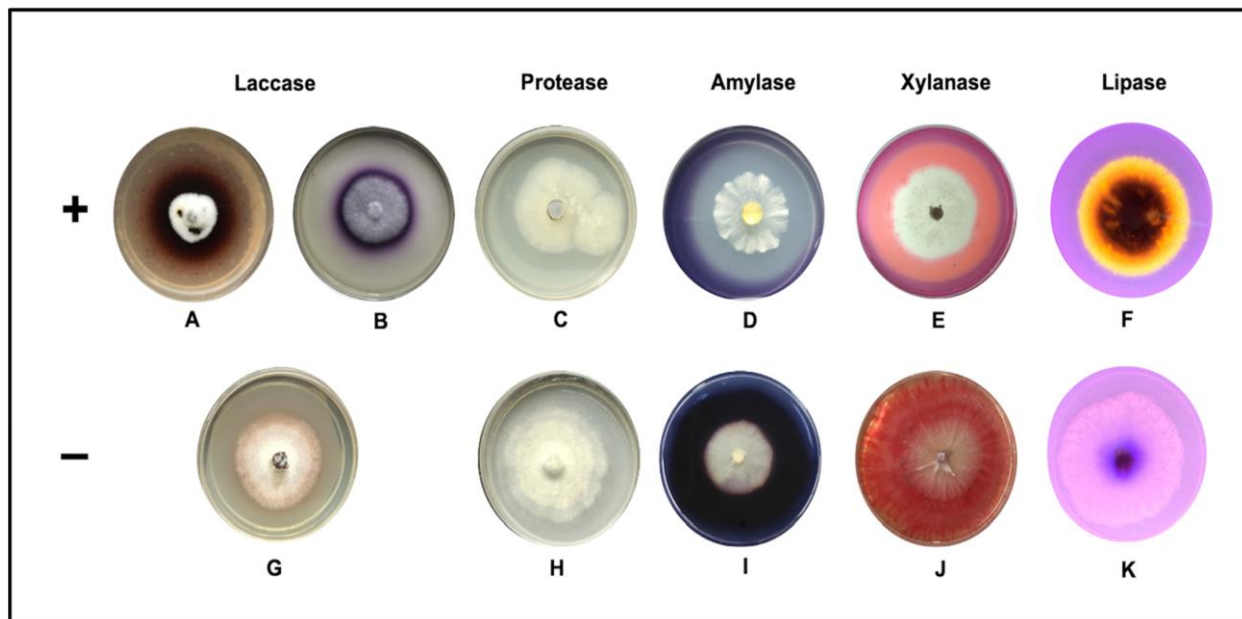 Laccase Protease Amylase Xylanase Lipase
+
A B C D E F
−
G H I J K